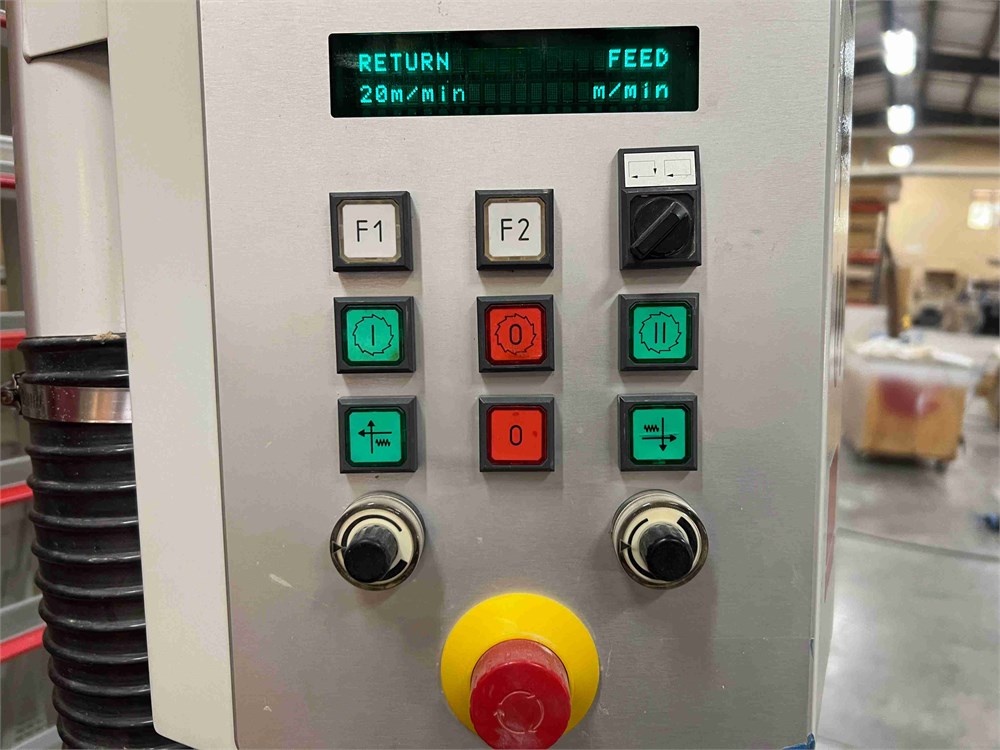 RETURN FEED
20m/min m/min
F1 F2
I 0 II
0